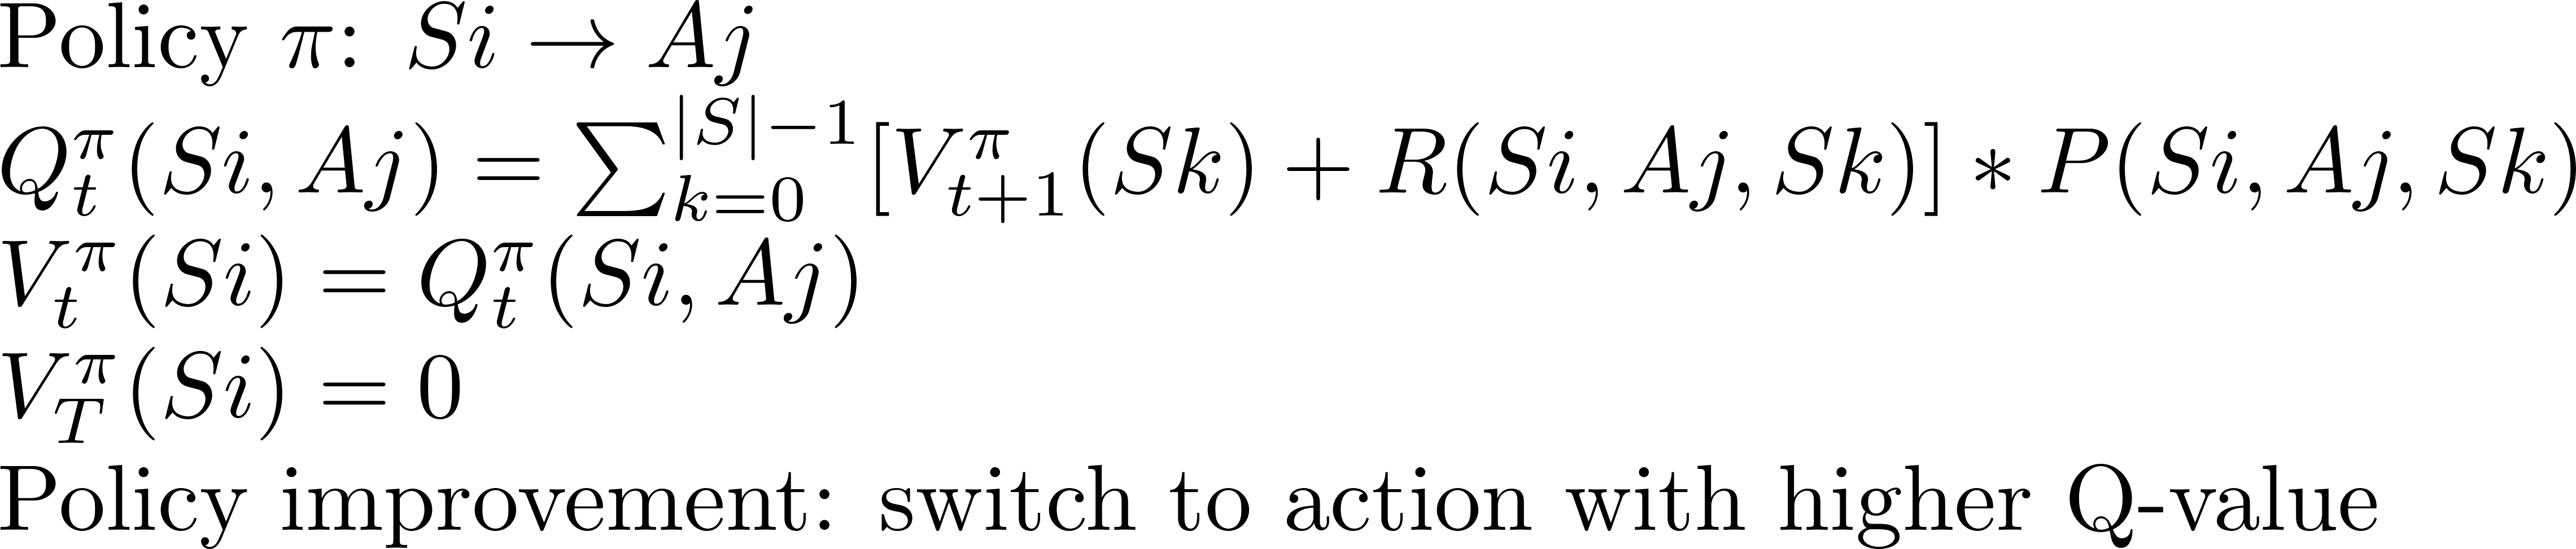 Policy π: Si → Aj
Q_t^π(Si, Aj) = ∑_{k=0}^{|S|−1}[V_{t+1}^π(Sk) + R(Si, Aj, Sk)] ∗ P(Si, Aj, Sk)
V_t^π(Si) = Q_t^π(Si, Aj)
V_T^π(Si) = 0
Policy improvement: switch to action with higher Q-value